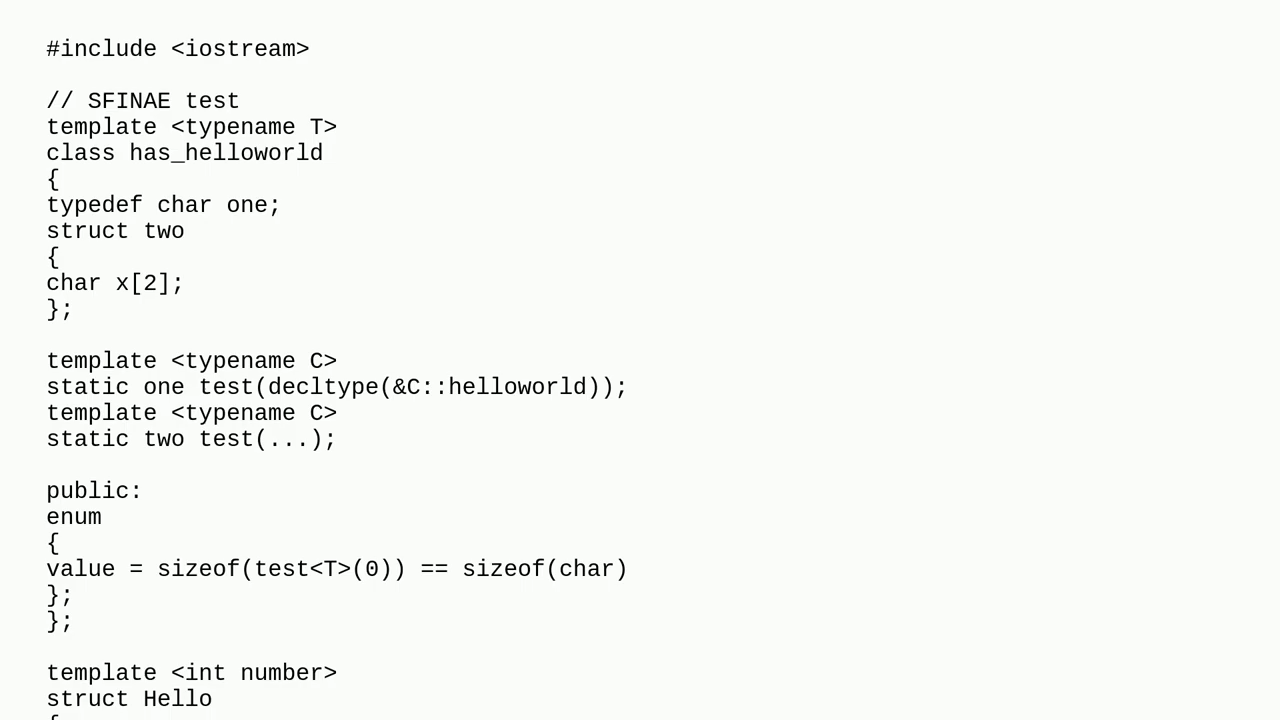 #include <iostream>
// SFINAE test
template <typename T>
class has_helloworld
{
typedef char one;
struct two
{
char x[2];
};
template <typename C>
static one test(decltype(&C::helloworld));
template <typename C>
static two test(...);
public:
enum
{
value = sizeof(test<T>(0)) == sizeof(char)
};
};
template <int number>
struct Hello
{